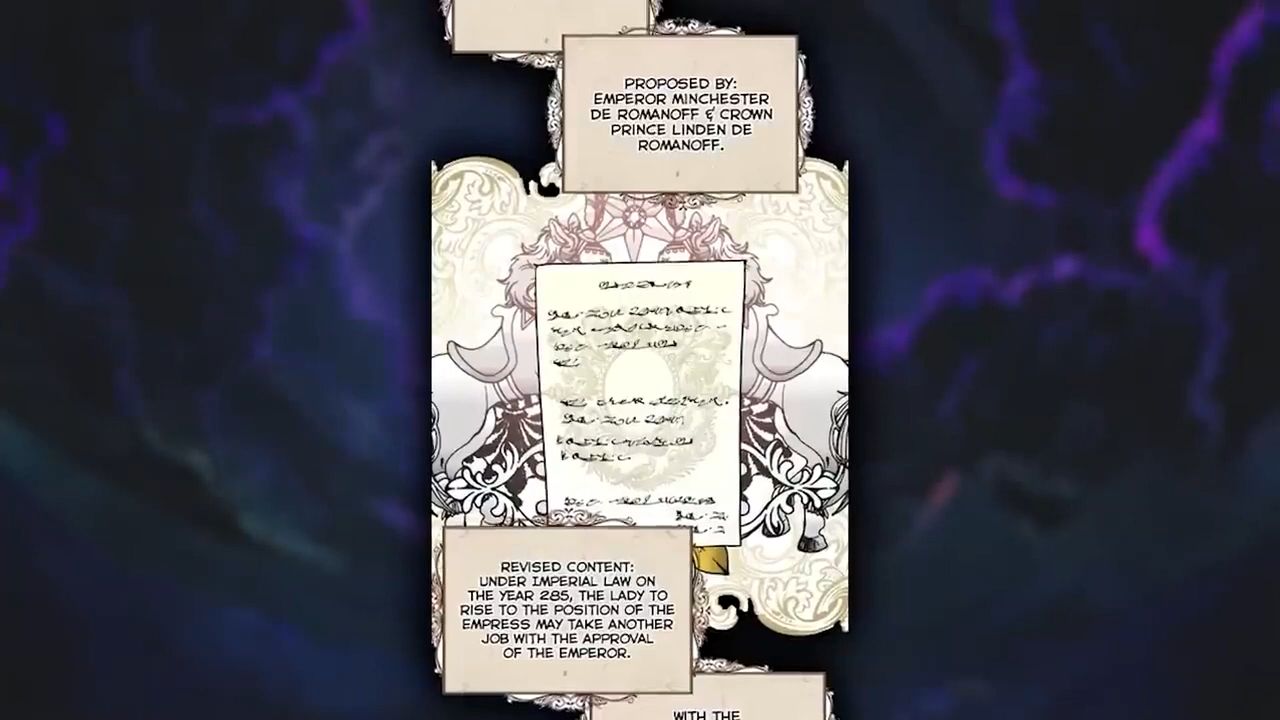 PROPOSED BY:
EMPEROR MINCHESTER
DE ROMANOFF & CROWN
PRINCE LINDEN DE
ROMANOFF.
REVISED CONTENT:
UNDER IMPERIAL LAW ON
THE YEAR 285, THE LADY TO
RISE TO THE POSITION OF THE
EMPRESS MAY TAKE ANOTHER
JOB WITH THE APPROVAL
OF THE EMPEROR.
WITH THE